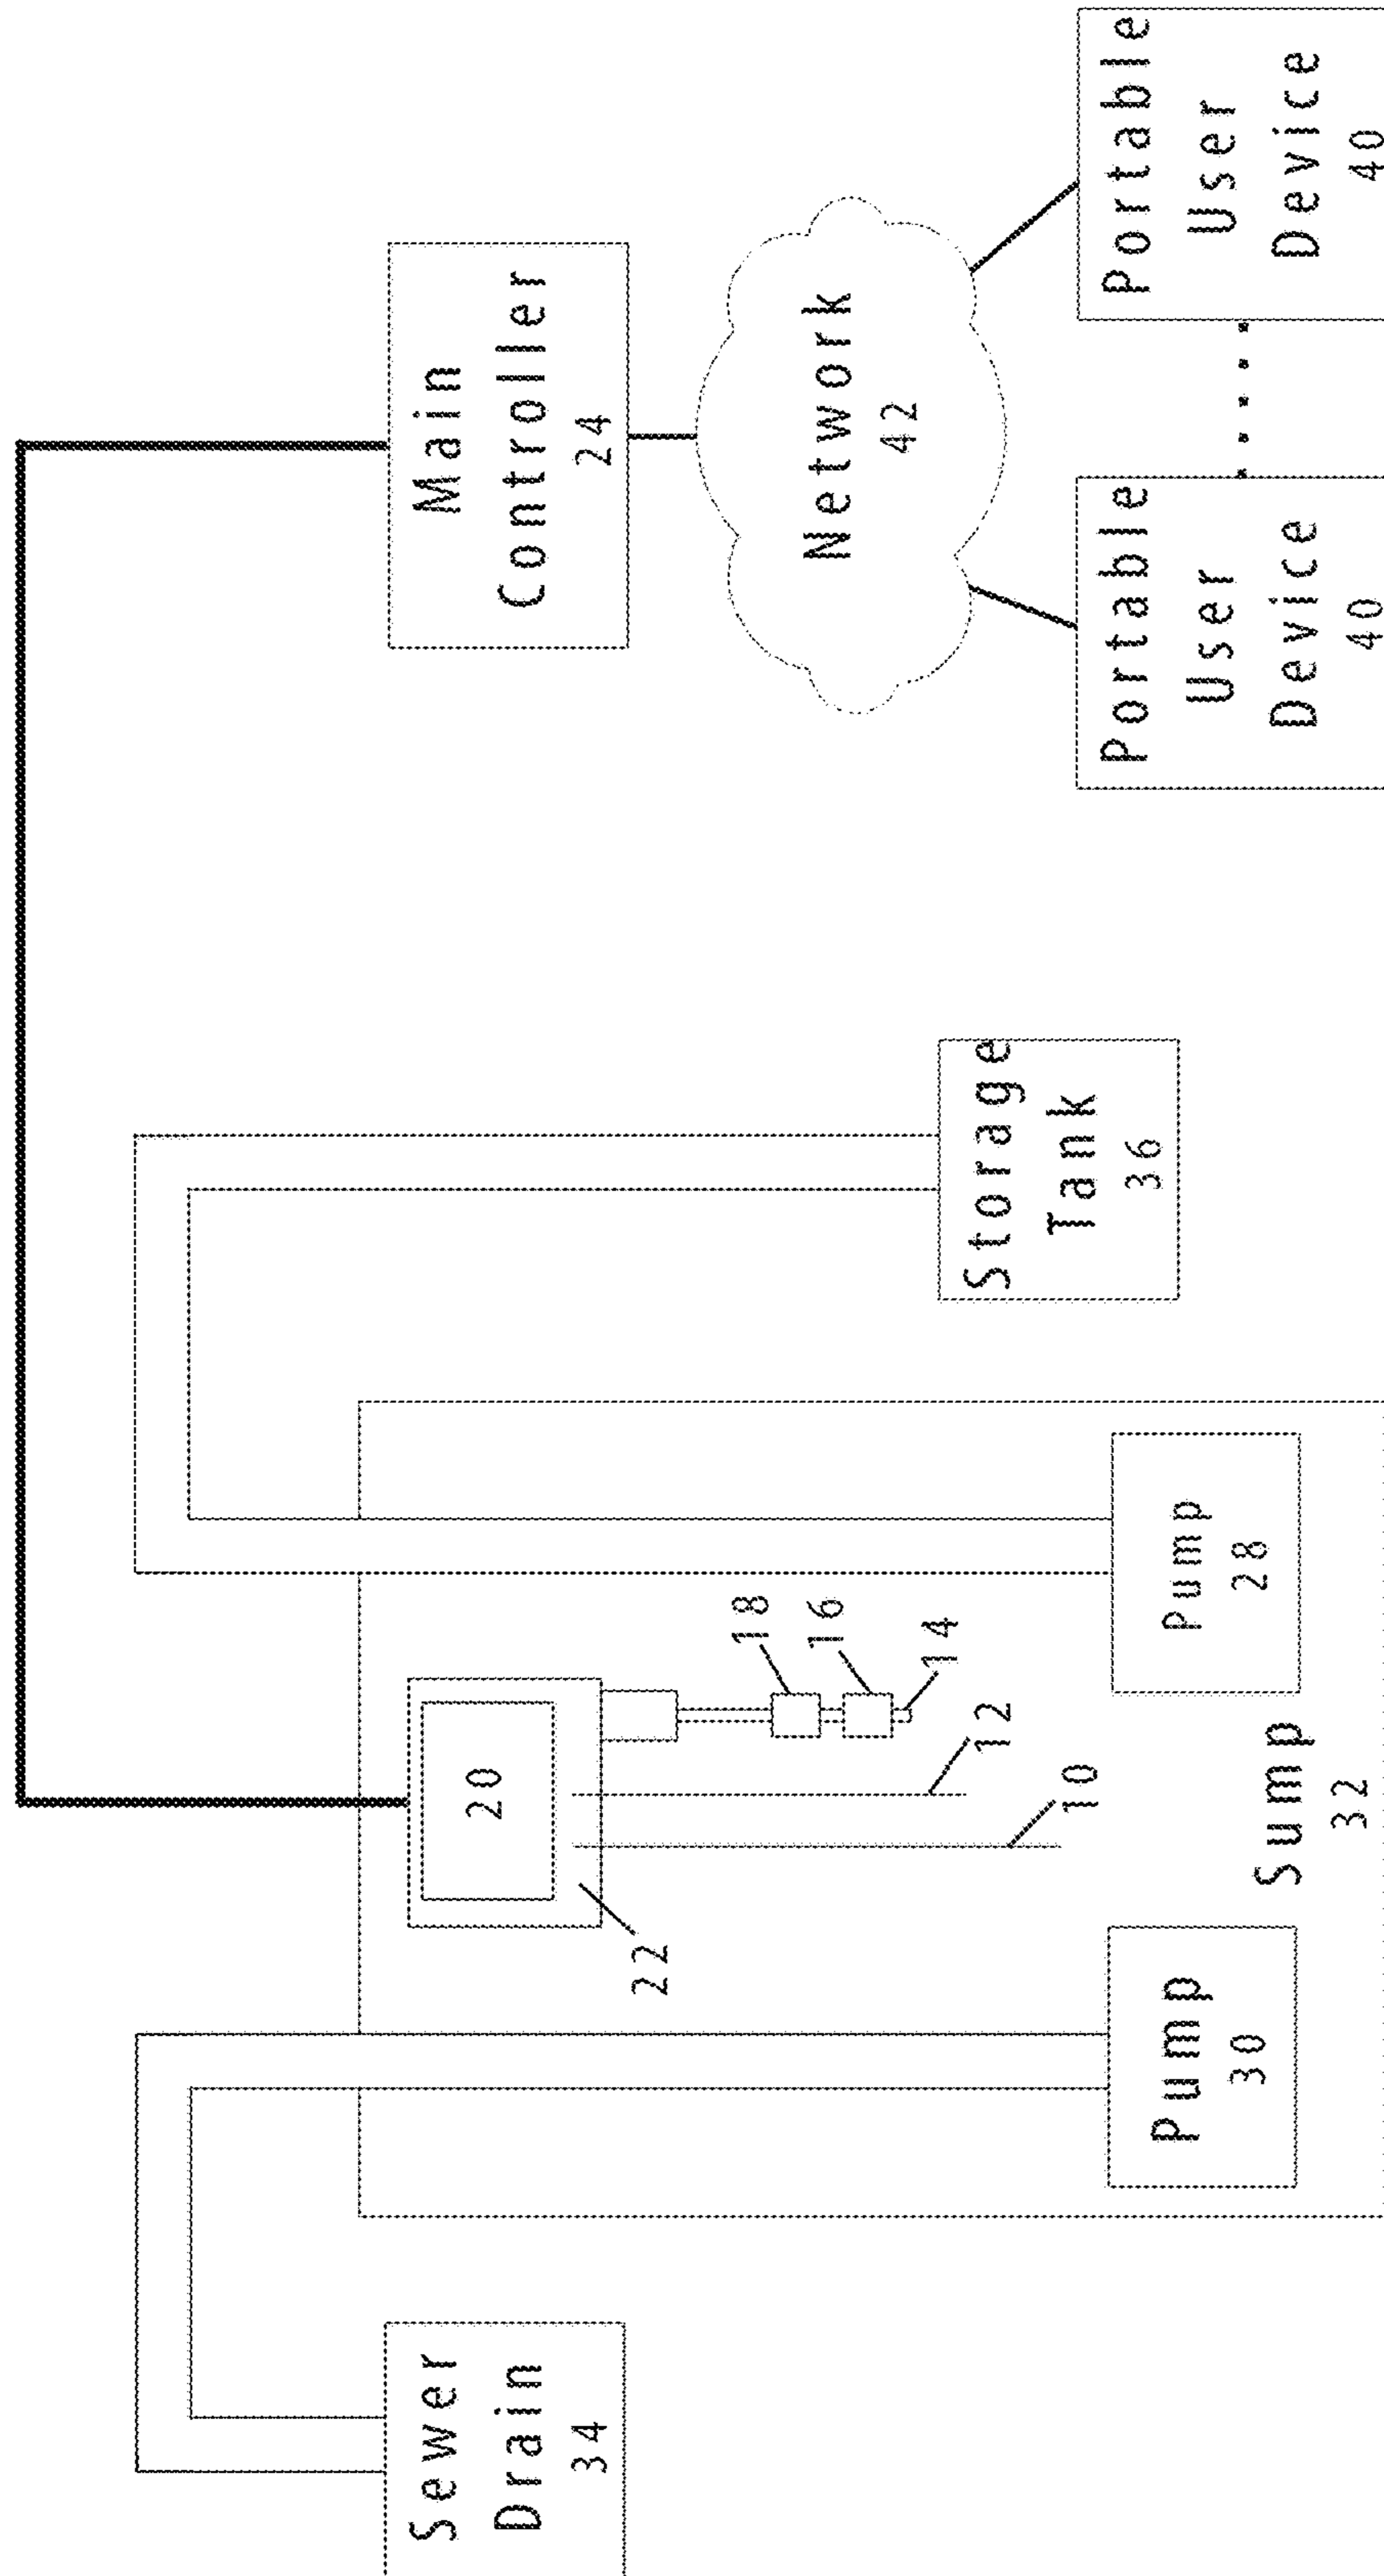 Main
Controller
24
Network
42
Portable
User
Device
40
Portable
User
Device
40
Storage
Tank
36
Sewer
Drain
34
20
22
18
16
14
12
10
Pump
30
Pump
28
Sump
32